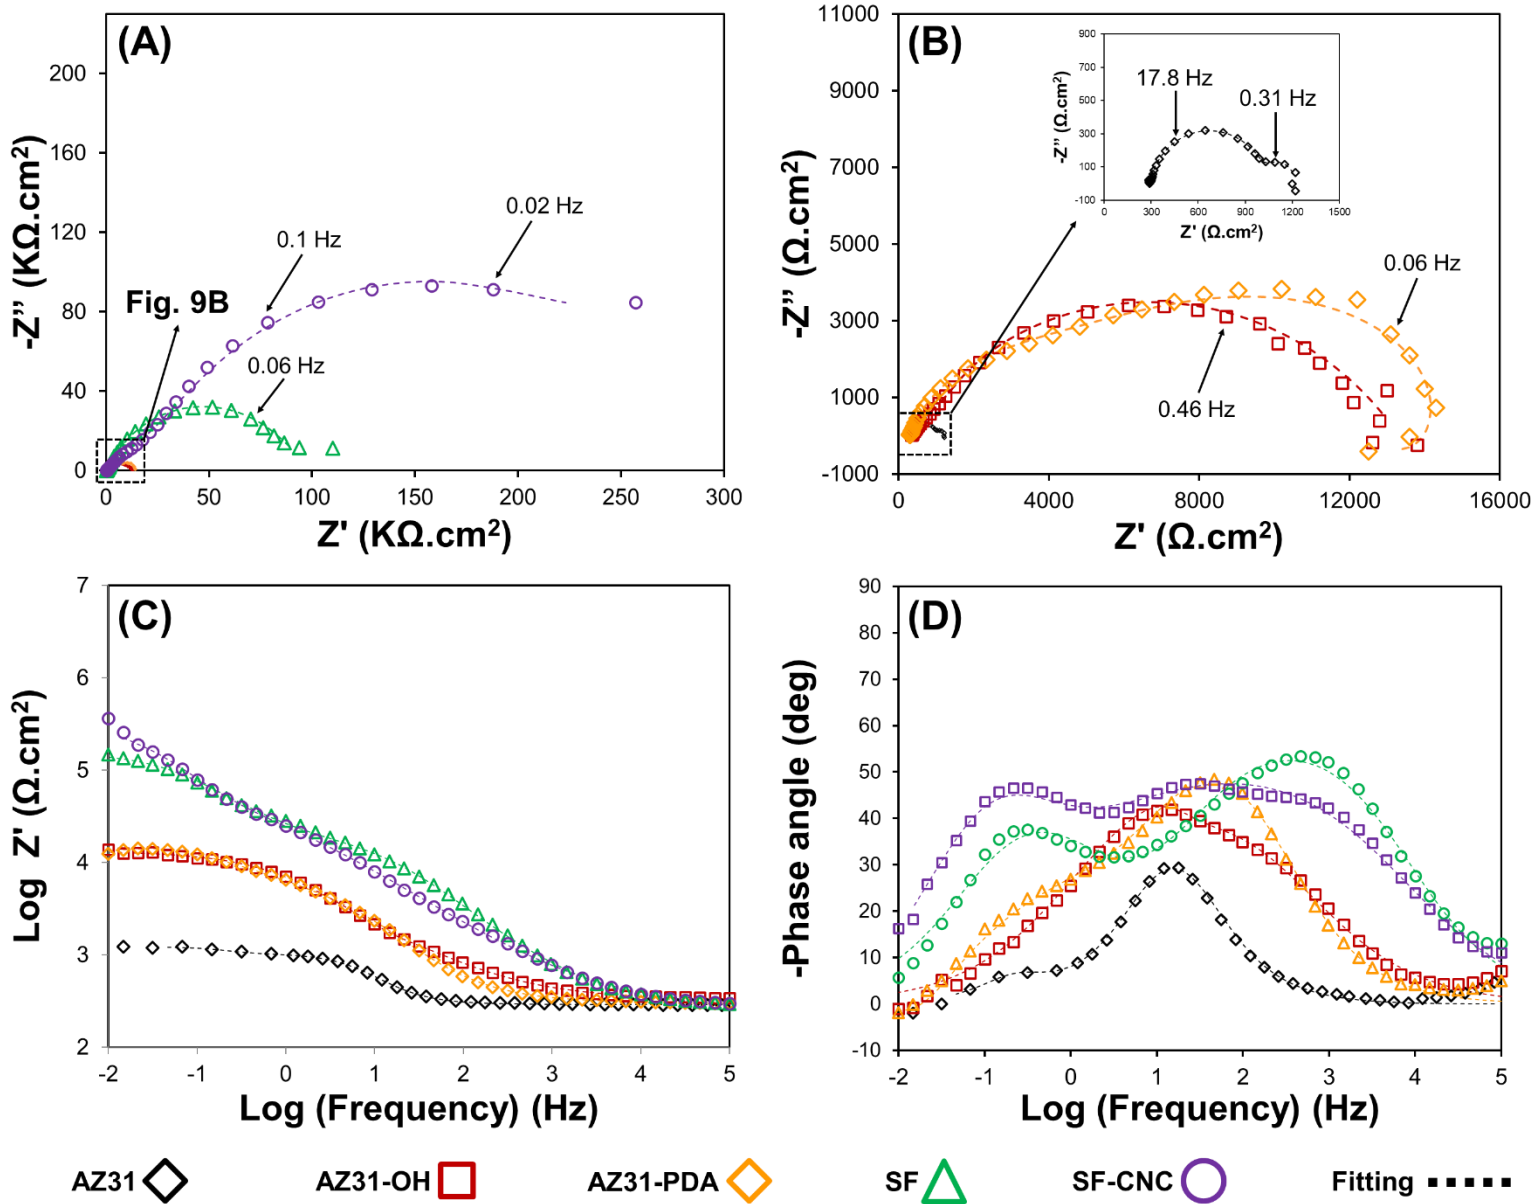 (A)
200
160
120
80
40
0
0
50
100
150
200
250
300
-Z’’ (KΩ.cm2)
Z' (KΩ.cm2)
0.02 Hz
0.1 Hz
Fig. 9B
0.06 Hz
(B)
11000
9000
7000
5000
3000
1000
-1000
0
4000
8000
12000
16000
-Z’’ (Ω.cm2)
Z' (Ω.cm2)
900
700
500
300
100
-100
0
300
600
900
1200
1500
-Z’’ (Ω.cm2)
Z' (Ω.cm2)
17.8 Hz
0.31 Hz
0.06 Hz
0.46 Hz
(C)
7
6
5
4
3
2
-2
-1
0
1
2
3
4
5
Log Z' (Ω.cm2)
Log (Frequency) (Hz)
(D)
90
80
70
60
50
40
30
20
10
0
-10
-2
-1
0
1
2
3
4
5
-Phase angle (deg)
Log (Frequency) (Hz)
AZ31
AZ31-OH
AZ31-PDA
SF
SF-CNC
Fitting